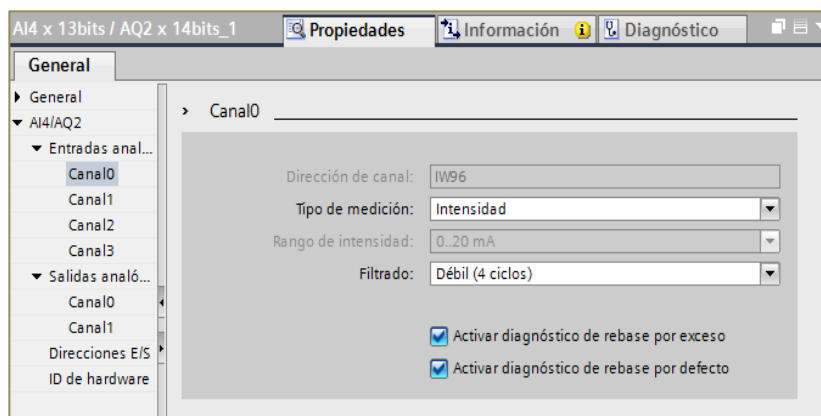 AI4 x 13bits / AQ2 x 14bits_1
Propiedades
Información
Diagnóstico
General
General
AI4/AQ2
Entradas anal...
Canal0
Canal1
Canal2
Canal3
Salidas analó...
Canal0
Canal1
Direcciones E/S
ID de hardware
Canal0
Dirección de canal: IW96
Tipo de medición: Intensidad
Rango de intensidad: 0..20 mA
Filtrado: Débil (4 ciclos)
Activar diagnóstico de rebase por exceso
Activar diagnóstico de rebase por defecto